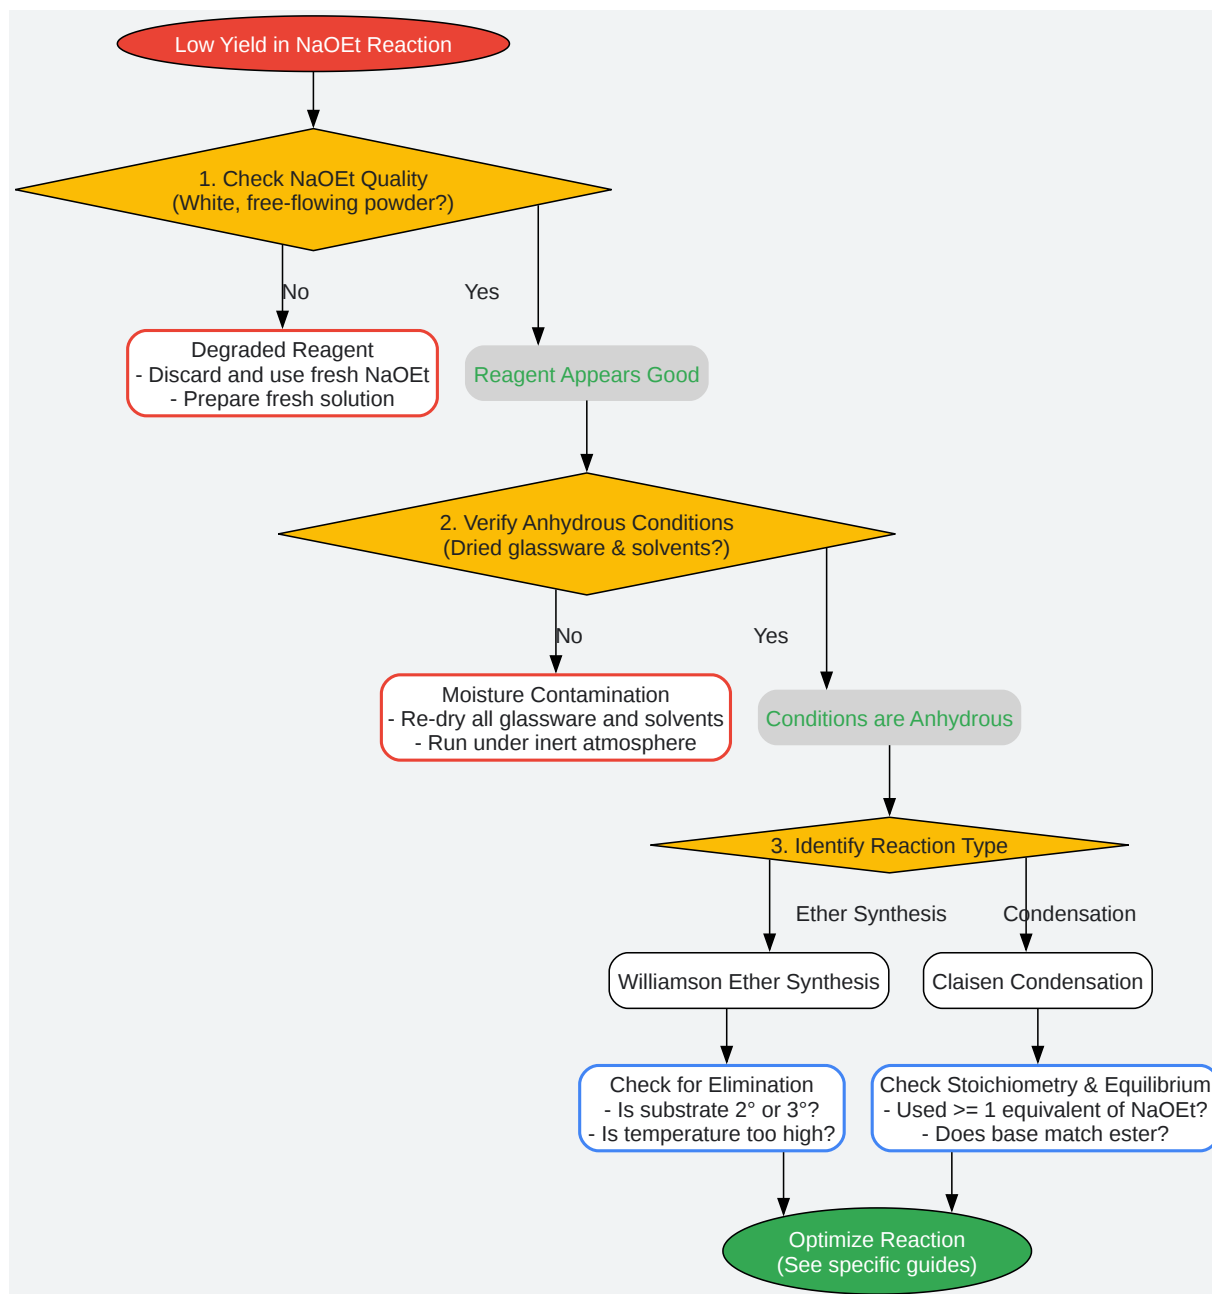 Low Yield in NaOEt Reaction
1. Check NaOEt Quality
(White, free-flowing powder?)
No
Yes
Degraded Reagent
- Discard and use fresh NaOEt
- Prepare fresh solution
Reagent Appears Good
2. Verify Anhydrous Conditions
(Dried glassware & solvents?)
No
Yes
Moisture Contamination
- Re-dry all glassware and solvents
- Run under inert atmosphere
Conditions are Anhydrous
3. Identify Reaction Type
Ether Synthesis
Condensation
Williamson Ether Synthesis
Claisen Condensation
Check for Elimination
- Is substrate 2° or 3°?
- Is temperature too high?
Check Stoichiometry & Equilibrium
- Used >= 1 equivalent of NaOEt?
- Does base match ester?
Optimize Reaction
(See specific guides)